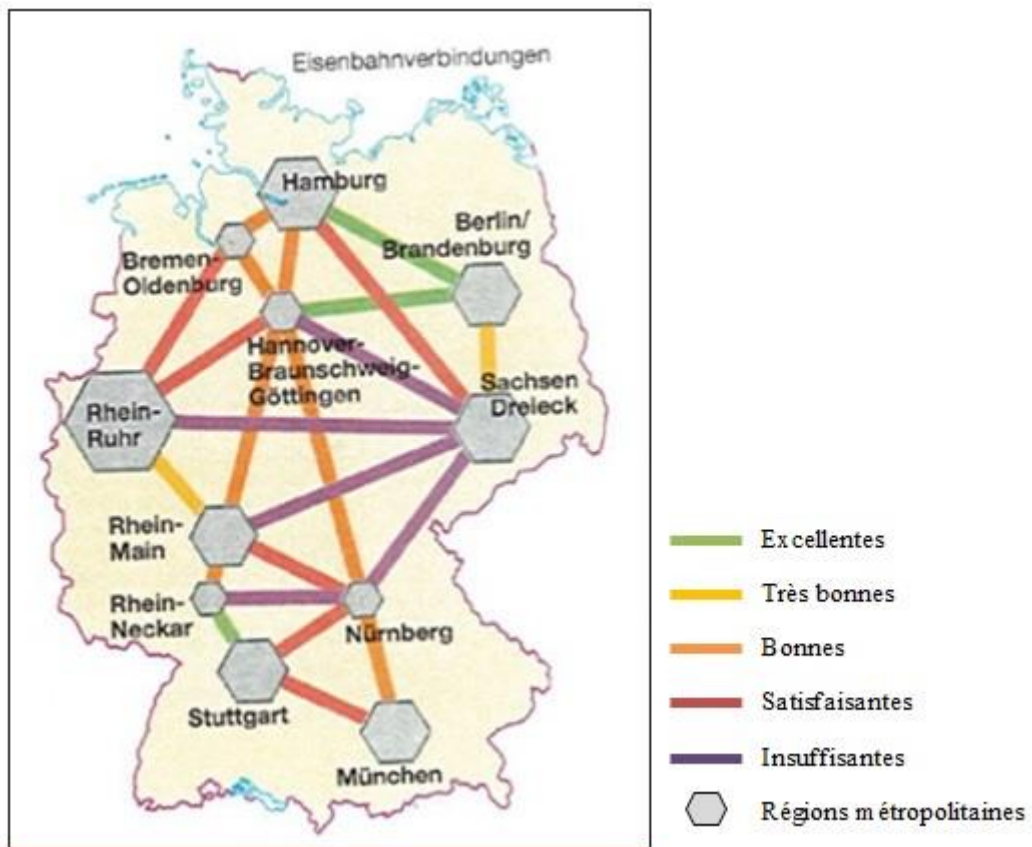 Eisenbahnverbindungen
Hamburg
Berlin/
Brandenburg
Bremen-
Oldenburg
Hannover-
Braunschweig-
Göttingen
Sachsen
Dreieck
Rhein-
Ruhr
Rhein-
Main
Rhein-
Neckar
Nürnberg
Stuttgart
München
Excellentes
Très bonnes
Bonnes
Satisfaisantes
Insuffisantes
Régions métropolitaines